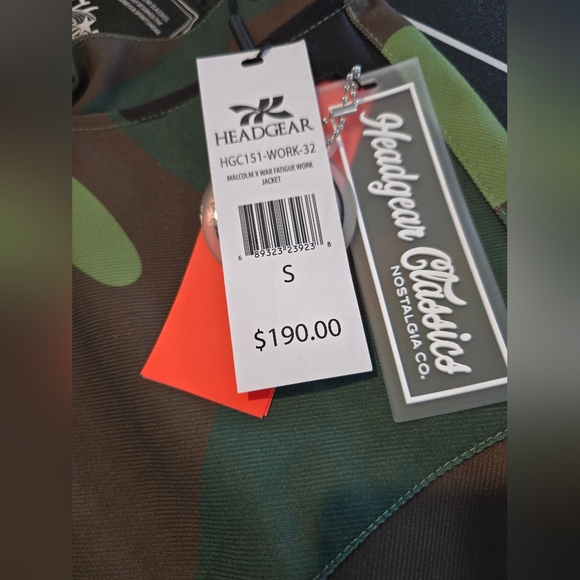 HEADGEAR
HGC151-WORK-32
MALCOLM X WAR FATIGUE WORK
JACKET
6 89323 23923 8
S
$190.00
Headgear Classics
NOSTALGIA CO.